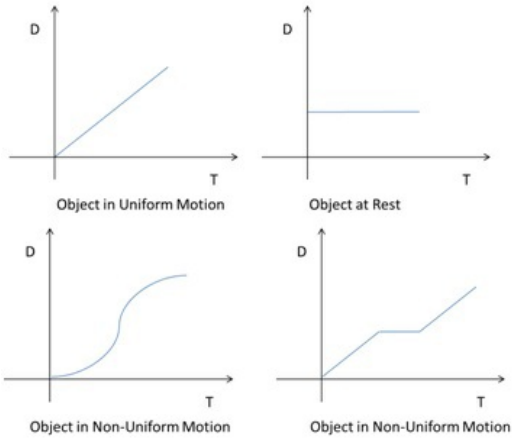 D
D
T
T
Object in Uniform Motion
Object at Rest
D
D
T
T
Object in Non-Uniform Motion
Object in Non-Uniform Motion